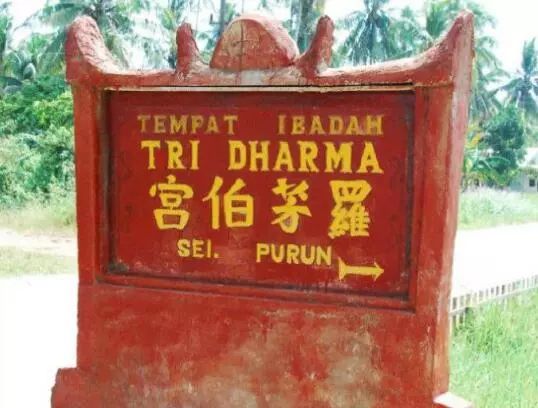 TEMPAT IBADAH
TRI DHARMA
宮伯茅羅
SEI. PURUN